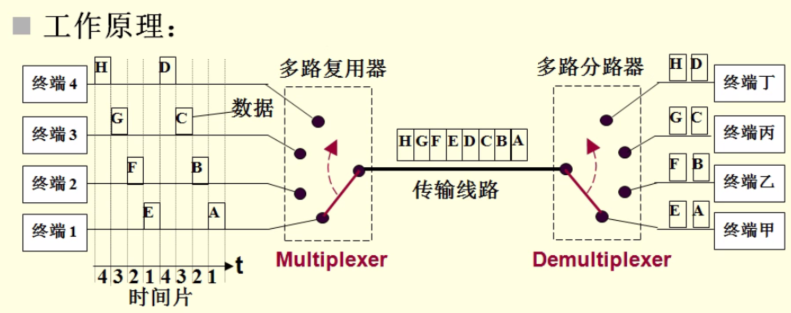 工作原理：
H D
多路复用器
多路分路器
H D
终端4
终端丁
G C
数据
G C
终端3
HGFEDCBA
终端丙
F B
F B
终端2
传输线路
终端乙
E A
E A
终端1
终端甲
Multiplexer
Demultiplexer
t
4 3 2 1 4 3 2 1
时间片